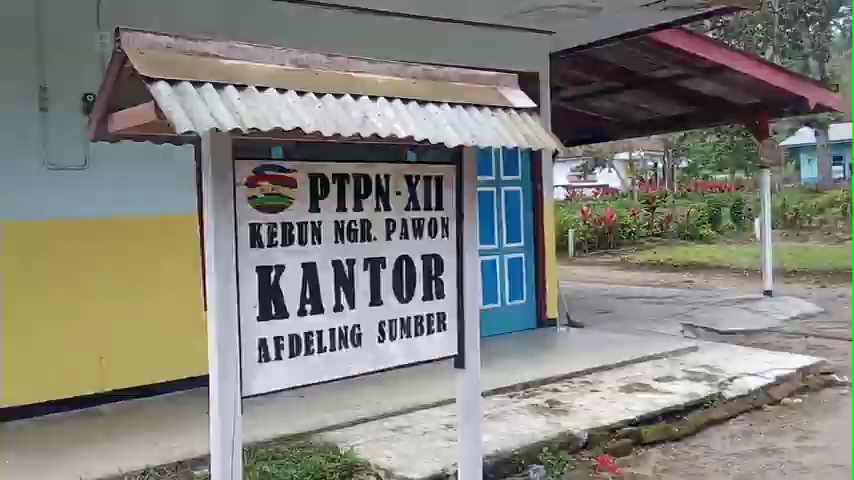 PTPN-XII
KEBUN NGR. PAWON
KANTOR
AFDELING SUMBER